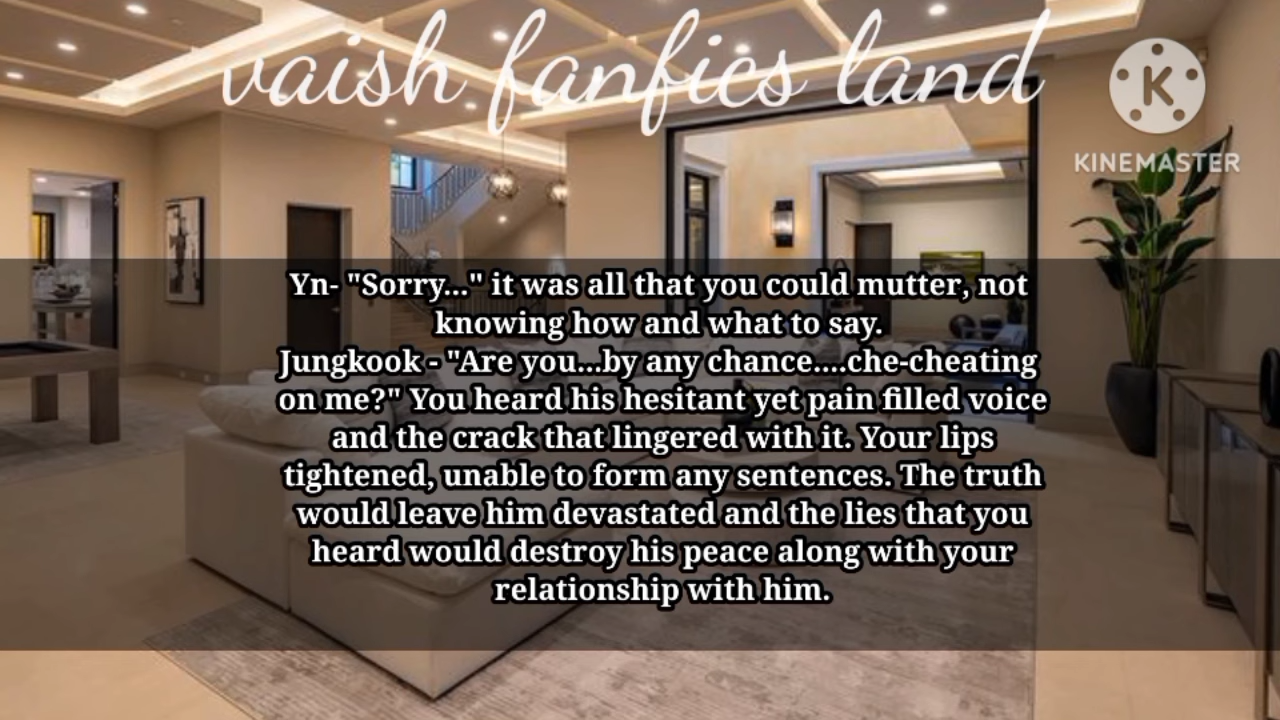 vaish fanfics land
K
KINEMASTER
Yn- "Sorry..." it was all that you could mutter, not
knowing how and what to say.
Jungkook - "Are you...by any chance....che-cheating
on me?" You heard his hesitant yet pain filled voice
and the crack that lingered with it. Your lips
tightened, unable to form any sentences. The truth
would leave him devastated and the lies that you
heard would destroy his peace along with your
relationship with him.